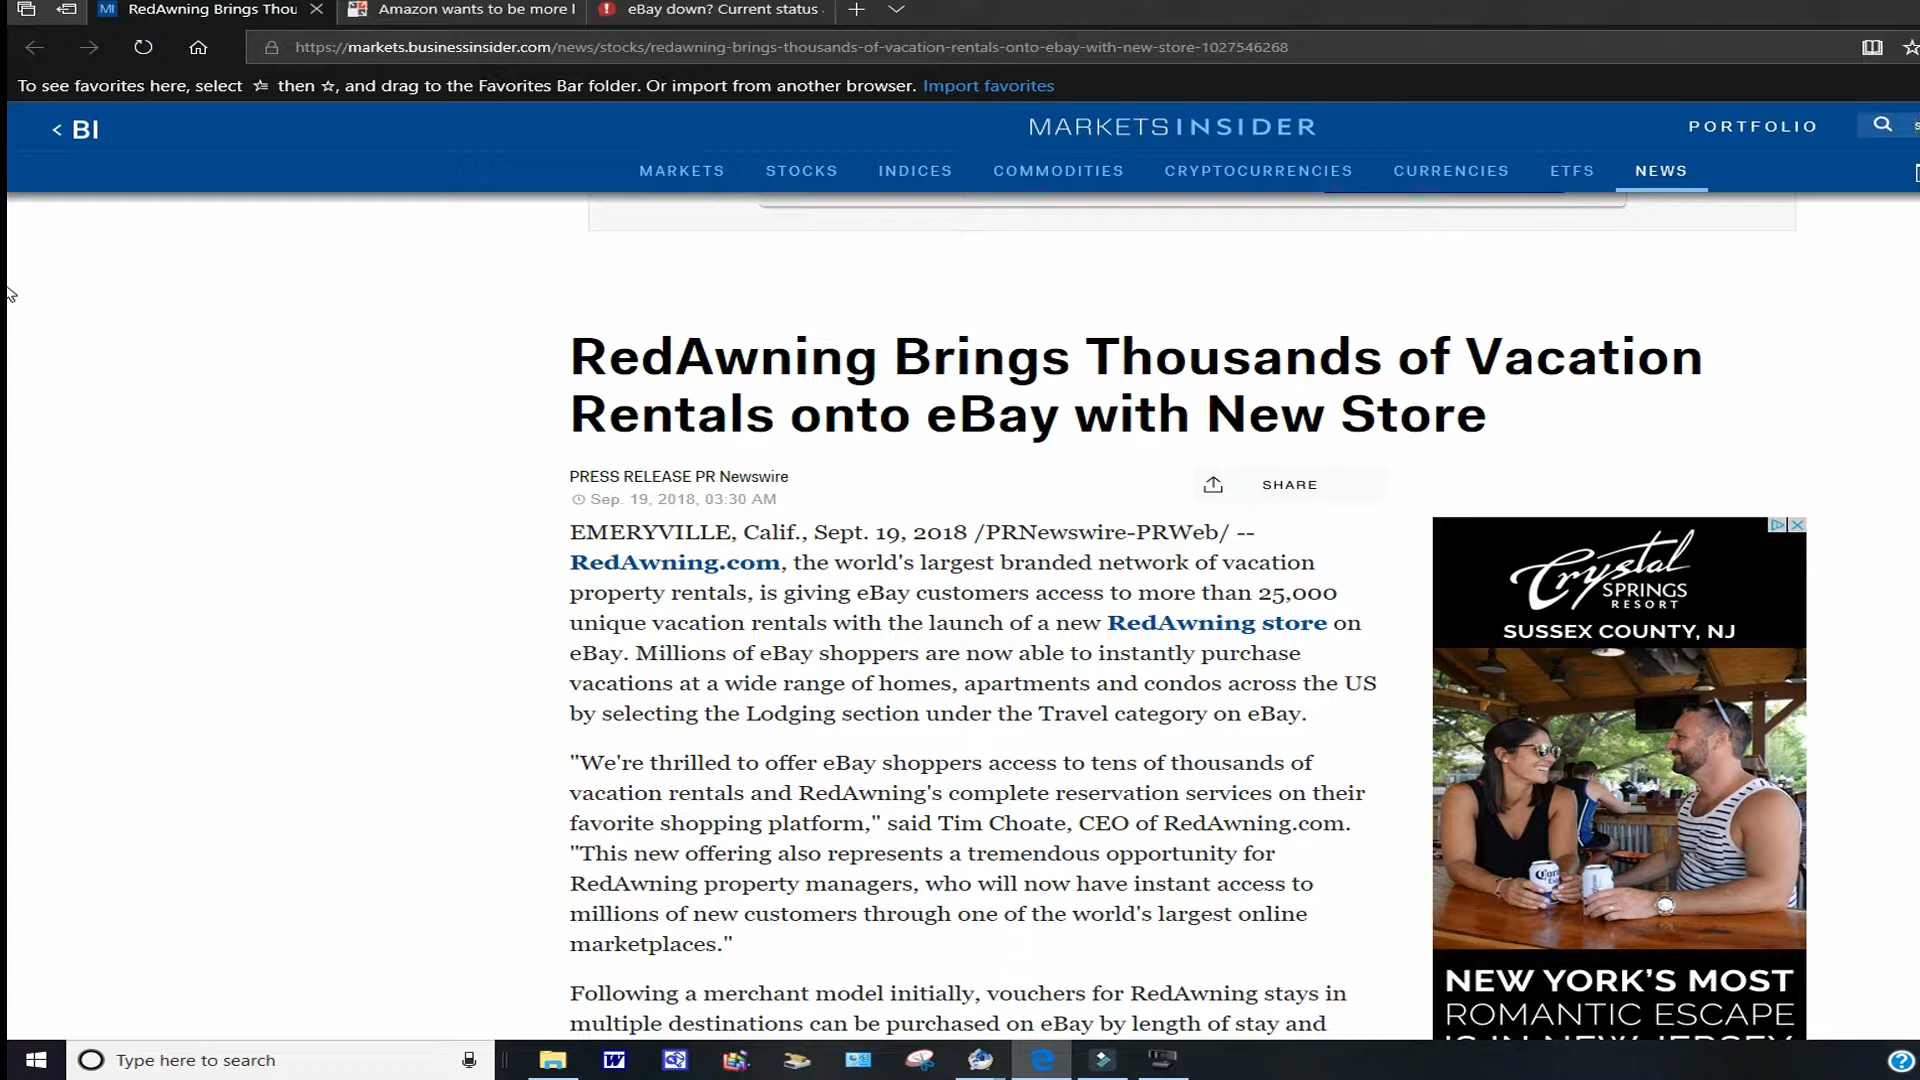 RedAwning Brings Thou
Amazon wants to be more l
eBay down? Current status
https://markets.businessinsider.com/news/stocks/redawning-brings-thousands-of-vacation-rentals-onto-ebay-with-new-store-1027546268
To see favorites here, select then ☆, and drag to the Favorites Bar folder. Or import from another browser. Import favorites
< BI
MARKETS INSIDER
PORTFOLIO
MARKETS STOCKS INDICES COMMODITIES CRYPTOCURRENCIES CURRENCIES ETFS NEWS
RedAwning Brings Thousands of Vacation
Rentals onto eBay with New Store
PRESS RELEASE PR Newswire
SHARE
Sep. 19, 2018, 03:30 AM
EMERYVILLE, Calif., Sept. 19, 2018 /PRNewswire-PRWeb/ --
RedAwning.com, the world's largest branded network of vacation
property rentals, is giving eBay customers access to more than 25,000
unique vacation rentals with the launch of a new RedAwning store on
eBay. Millions of eBay shoppers are now able to instantly purchase
vacations at a wide range of homes, apartments and condos across the US
by selecting the Lodging section under the Travel category on eBay.
"We're thrilled to offer eBay shoppers access to tens of thousands of
vacation rentals and RedAwning's complete reservation services on their
favorite shopping platform," said Tim Choate, CEO of RedAwning.com.
"This new offering also represents a tremendous opportunity for
RedAwning property managers, who will now have instant access to
millions of new customers through one of the world's largest online
marketplaces."
Following a merchant model initially, vouchers for RedAwning stays in
multiple destinations can be purchased on eBay by length of stay and
Crystal
SPRINGS
RESORT
SUSSEX COUNTY, NJ
NEW YORK'S MOST
ROMANTIC ESCAPE
IS IN NEW JERSEY
Type here to search